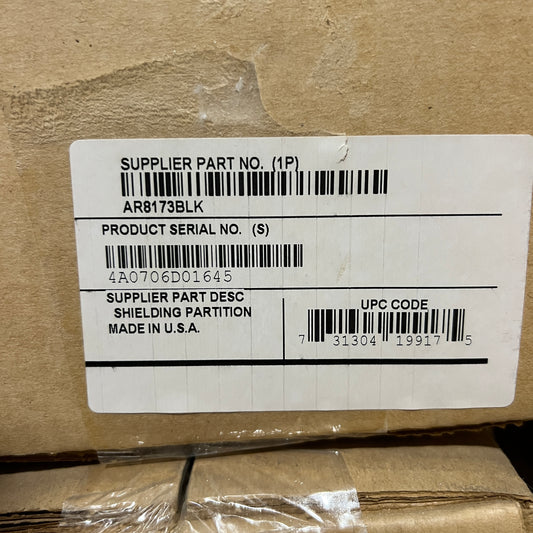 SUPPLIER PART NO. (1P)
AR8173BLK
PRODUCT SERIAL NO. (S)
4A0706D01645
SUPPLIER PART DESC
SHIELDING PARTITION
MADE IN U.S.A.
UPC CODE
7 31304 19917 5